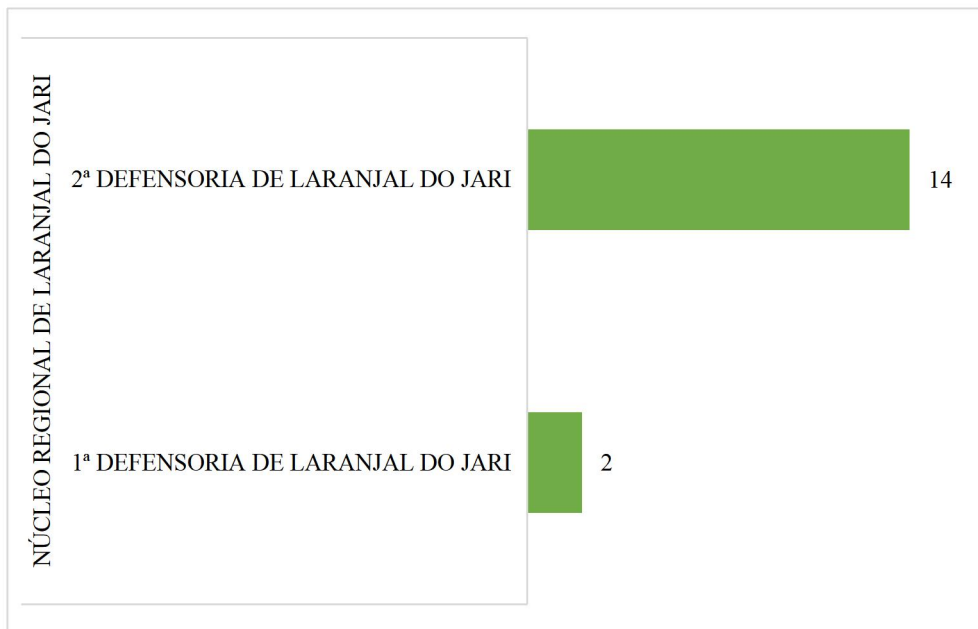 NÚCLEO REGIONAL DE LARANJAL DO JARI
2ª DEFENSORIA DE LARANJAL DO JARI
14
1ª DEFENSORIA DE LARANJAL DO JARI
2